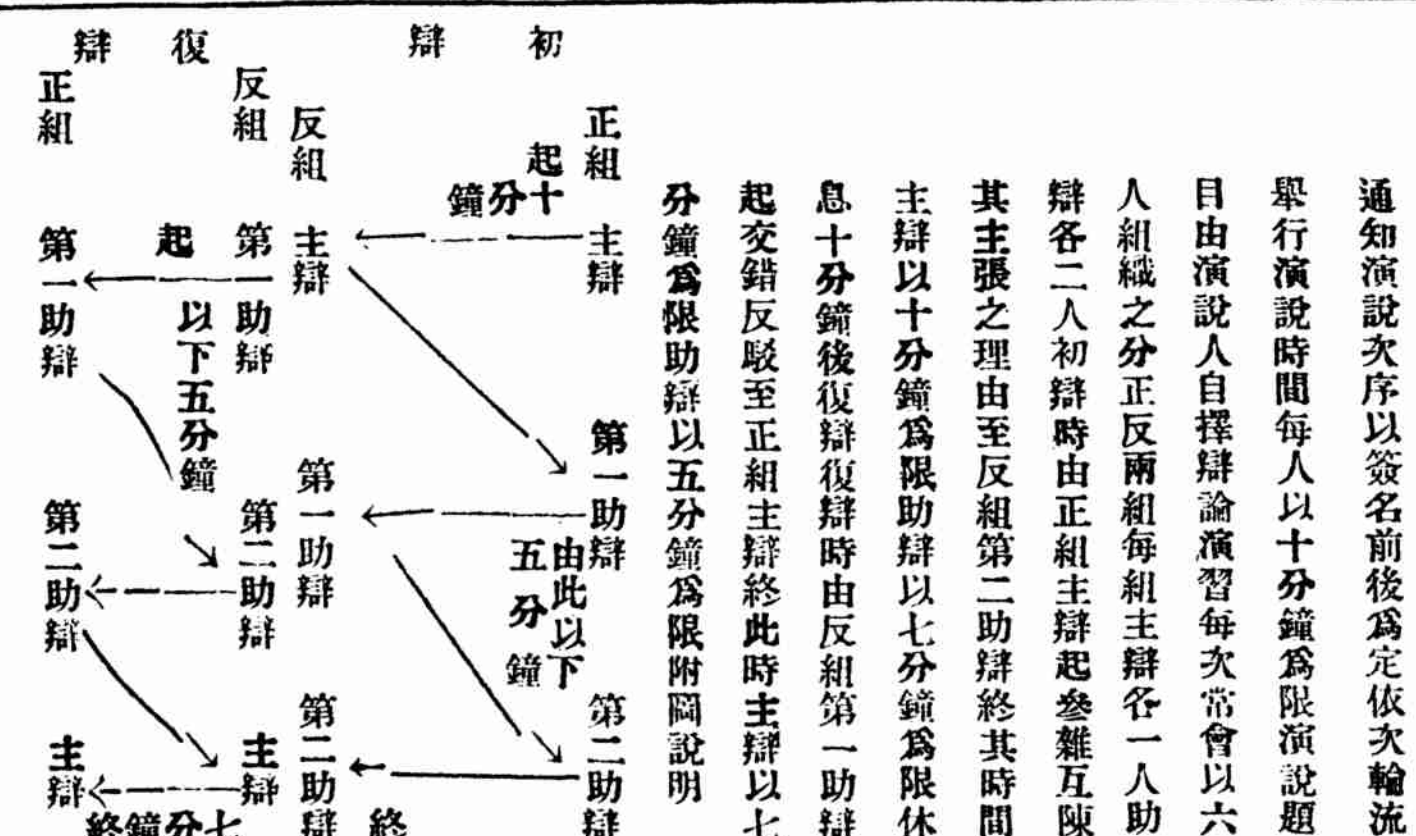 通知演說次序以簽名前後爲定依次輪流
舉行演說時間每人以十分鐘爲限演說題
目由演說人自擇辯論演習每次常會以六
人組織之分正反兩組每組主辯各一人助
辯各二人初辯時由正組主辯起參雜互陳
其主張之理由至反組第二助辯終其時間
主辯以十分鐘爲限助辯以七分鐘爲限休
息十分鐘後復辯復辯時由反組第一助辯
起交錯反駁至正組主辯終此時主辯以七
分鐘爲限助辯以五分鐘爲限附圖說明
初辯
正組
主辯
第一助辯
第二助辯
起十分鐘
由此以下五分鐘
反組
主辯
第一助辯
第二助辯
終
復辯
反組
第一助辯
第二助辯
主辯
起
以下五分鐘
正組
第一助辯
第二助辯
主辯
七分鐘終